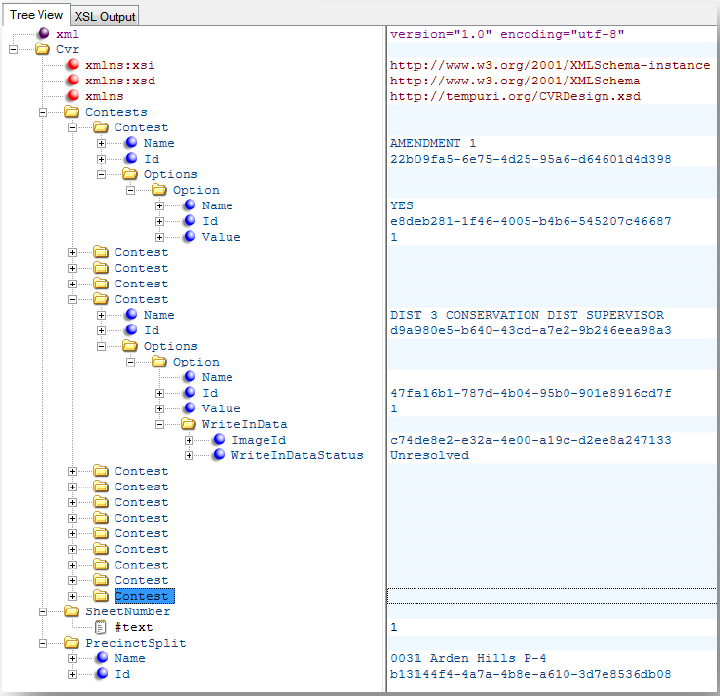 Tree View XSL Output
xml version="1.0" encoding="utf-8"
Cvr
xmlns:xsi http://www.w3.org/2001/XMLSchema-instance
xmlns:xsd http://www.w3.org/2001/XMLSchema
xmlns http://tempuri.org/CVRDesign.xsd
Contests
Contest
Name AMENDMENT 1
Id 22b09fa5-6e75-4d25-95a6-d64601d4d398
Options
Option
Name YES
Id e8deb281-1f46-4005-b4b6-545207c46687
Value 1
Contest
Contest
Contest
Contest
Name DIST 3 CONSERVATION DIST SUPERVISOR
Id d9a980e5-b640-43cd-a7e2-9b246eea98a3
Options
Option
Name
Id 47fa16b1-787d-4b04-95b0-901e8916cd7f
Value 1
WriteInData
ImageId c74de8e2-e32a-4e00-a19c-d2ee8a247133
WriteInDataStatus Unresolved
Contest
Contest
Contest
Contest
Contest
Contest
Contest
Contest
Contest
SheetNumber
#text 1
PrecinctSplit
Name 0031 Arden Hills P-4
Id b13144f4-4a7a-4b8e-a610-3d7e8536db08